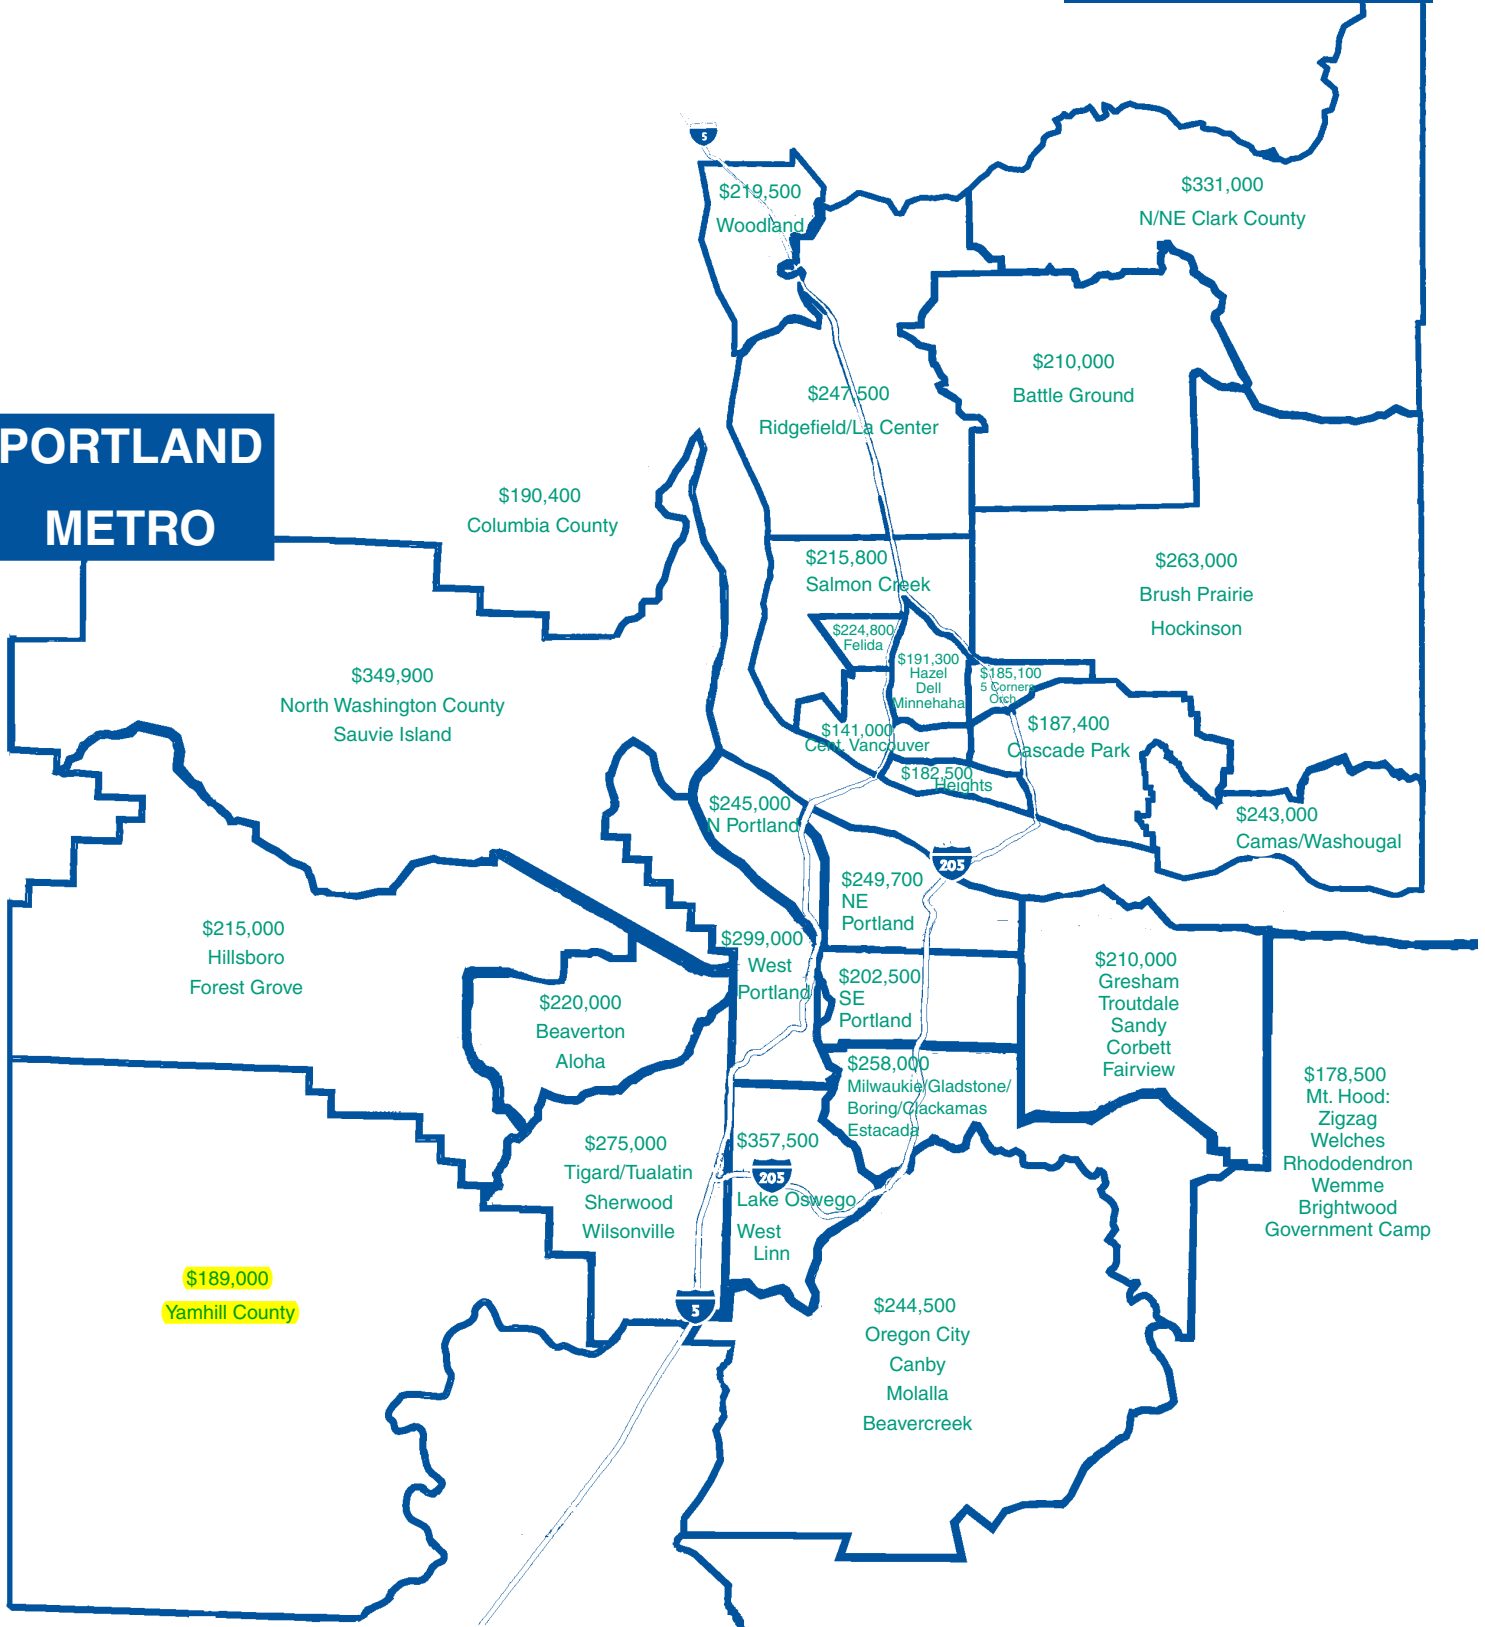 5
$219,500
Woodland
$331,000
N/NE Clark County
$210,000
Battle Ground
$247,500
Ridgefield/La Center
PORTLAND
METRO
$190,400
Columbia County
$215,800
Salmon Creek
$263,000
Brush Prairie
Hockinson
$224,800
Felida
$191,300
Hazel
Dell
Minnehaha
$185,100
5 Corners
Orch
$349,900
North Washington County
Sauvie Island
$141,000
Cent. Vancouver
$187,400
Cascade Park
$182,500
Heights
$245,000
N Portland
$243,000
Camas/Washougal
205
$249,700
NE
Portland
$215,000
Hillsboro
Forest Grove
$299,000
West
Portland
$202,500
SE
Portland
$210,000
Gresham
Troutdale
Sandy
Corbett
Fairview
$220,000
Beaverton
Aloha
$258,000
Milwaukie/Gladstone/
Boring/Clackamas
Estacada
$178,500
Mt. Hood:
Zigzag
Welches
Rhododendron
Wemme
Brightwood
Government Camp
$275,000
Tigard/Tualatin
Sherwood
Wilsonville
$357,500
205
Lake Oswego
West
Linn
$189,000
Yamhill County
5
$244,500
Oregon City
Canby
Molalla
Beavercreek